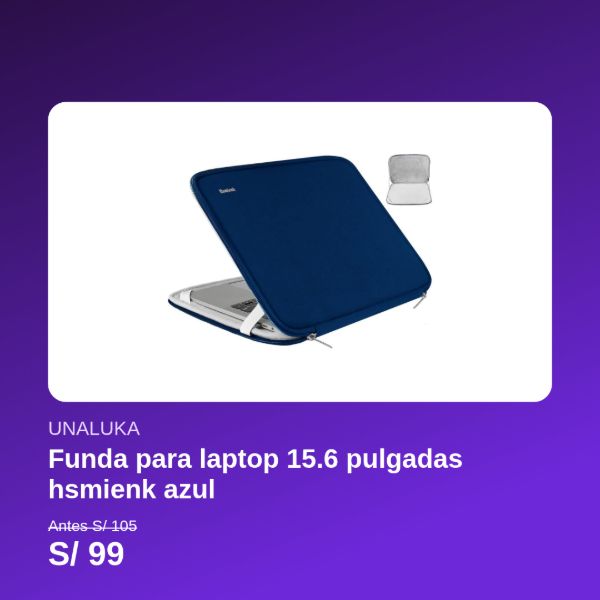 UNALUKA
Funda para laptop 15.6 pulgadas
hsmienk azul
Antes S/ 105
S/ 99